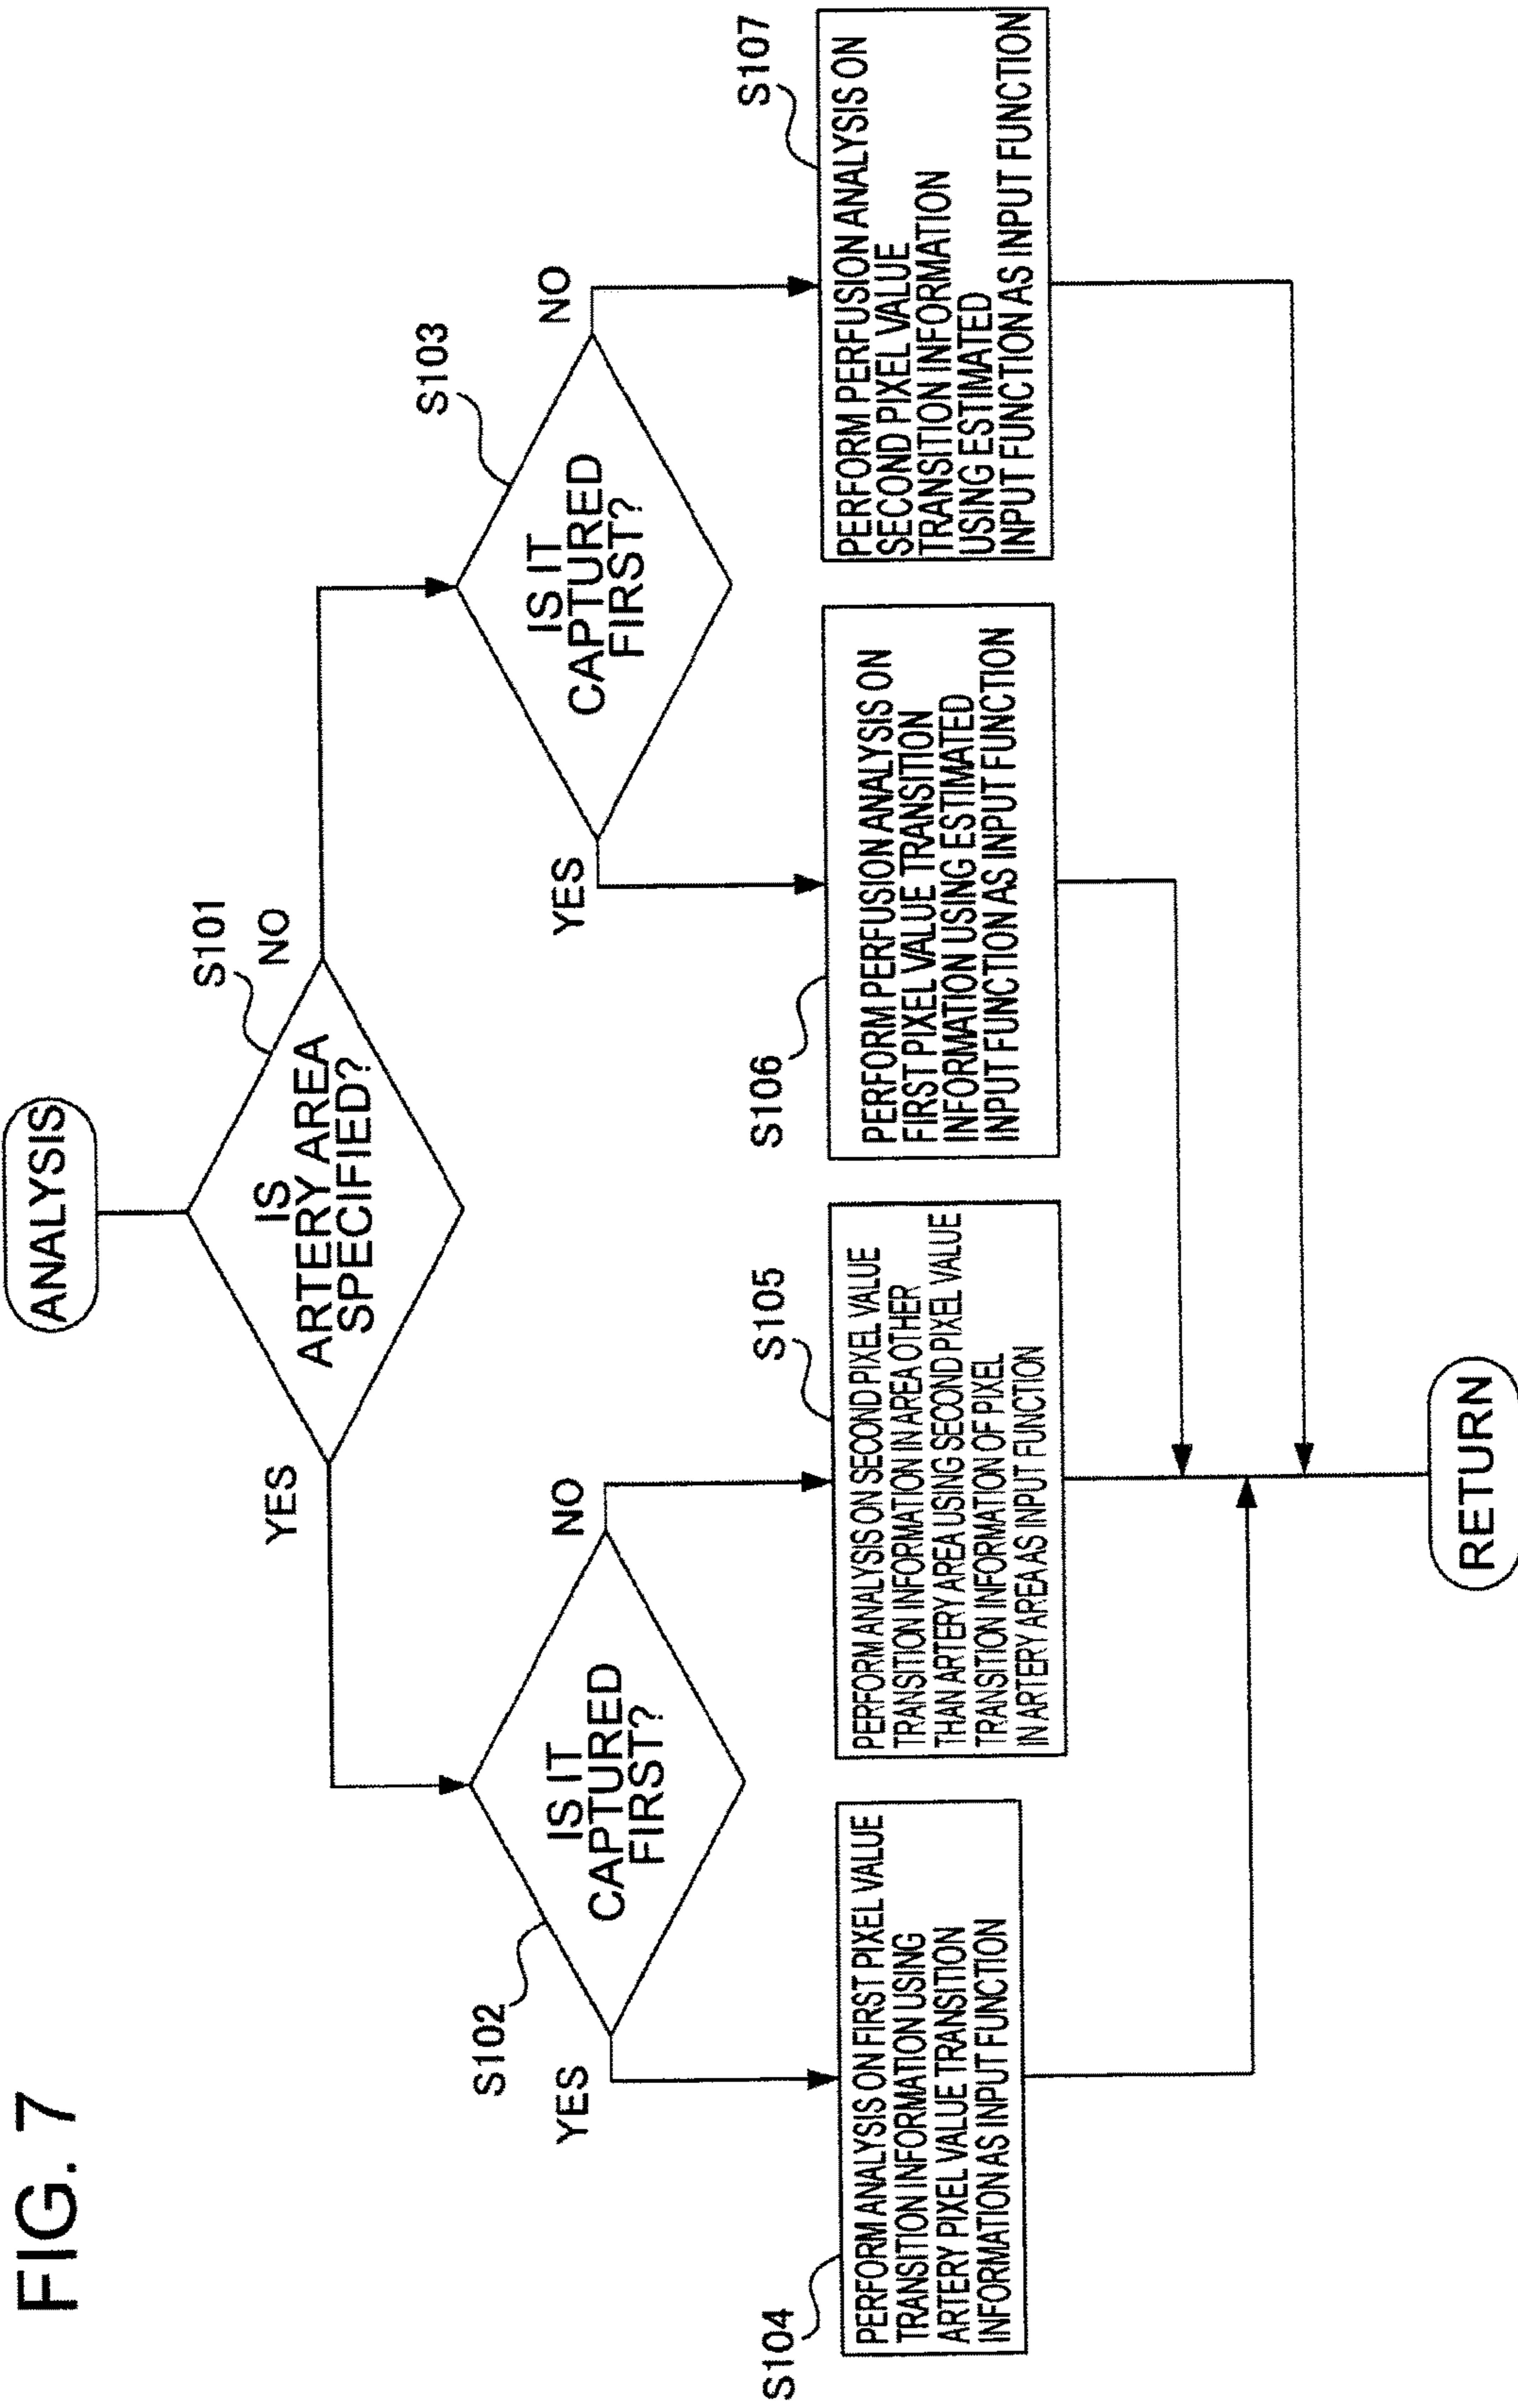 FIG. 7
ANALYSIS
S101
IS
ARTERY AREA
SPECIFIED?
YES
NO
S102
IS IT
CAPTURED
FIRST?
YES
NO
S103
IS IT
CAPTURED
FIRST?
YES
NO
S104
PERFORM ANALYSIS ON FIRST PIXEL VALUE
TRANSITION INFORMATION USING
ARTERY PIXEL VALUE TRANSITION
INFORMATION AS INPUT FUNCTION
S105
PERFORM ANALYSIS ON SECOND PIXEL VALUE
TRANSITION INFORMATION IN AREA OTHER
THAN ARTERY AREA USING SECOND PIXEL VALUE
TRANSITION INFORMATION OF PIXEL
IN ARTERY AREA AS INPUT FUNCTION
S106
PERFORM PERFUSION ANALYSIS ON
FIRST PIXEL VALUE TRANSITION
INFORMATION USING ESTIMATED
INPUT FUNCTION AS INPUT FUNCTION
S107
PERFORM PERFUSION ANALYSIS ON
SECOND PIXEL VALUE
TRANSITION INFORMATION
USING ESTIMATED
INPUT FUNCTION AS INPUT FUNCTION
RETURN